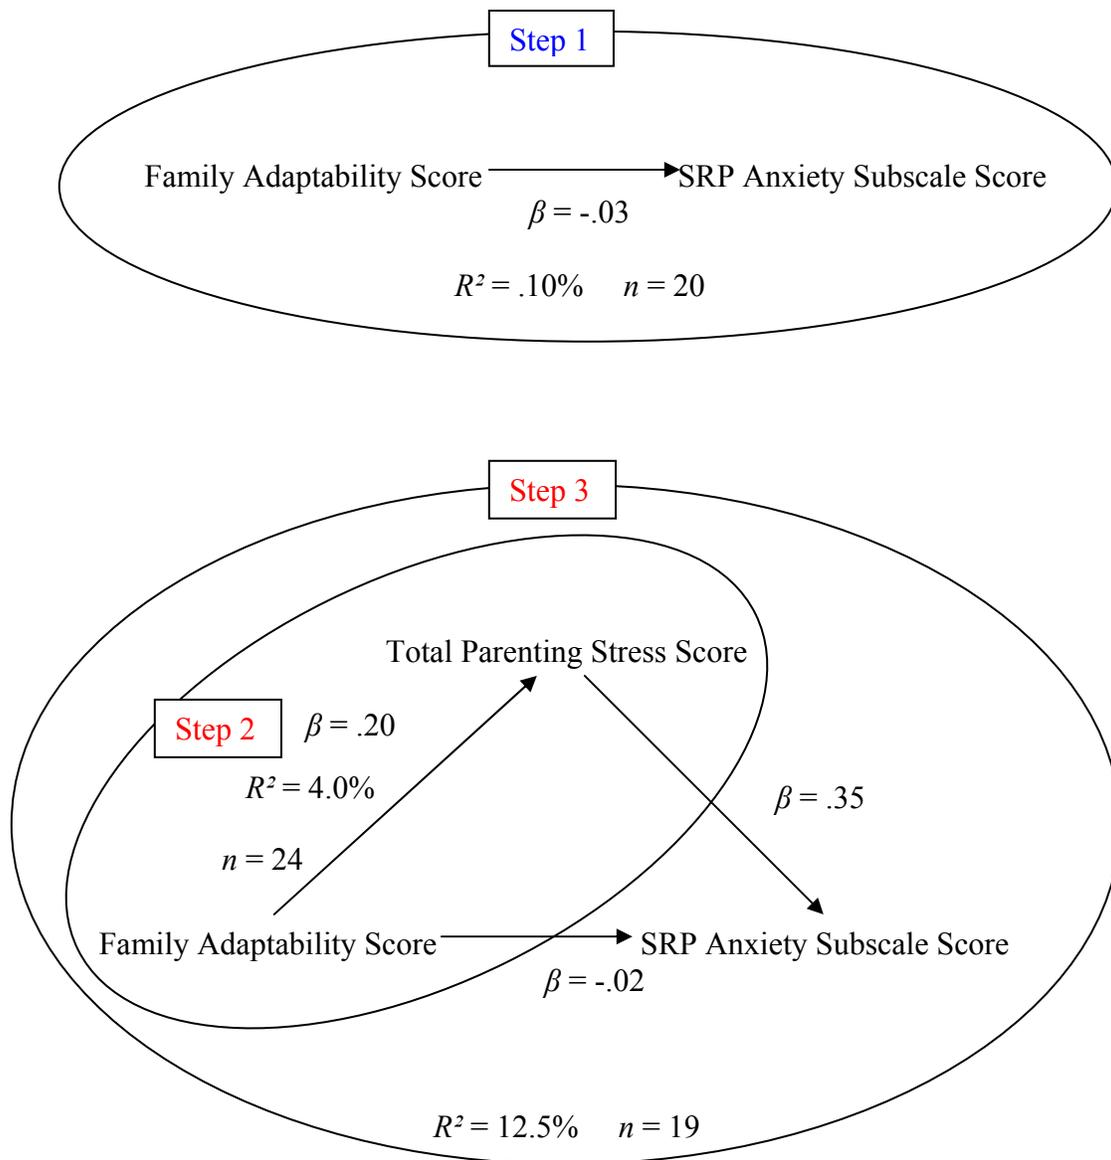 Step 1
Family Adaptability Score SRP Anxiety Subscale Score
β = -.03
R² = .10% n = 20
Step 3
Total Parenting Stress Score
Step 2 β = .20
R² = 4.0%
β = .35
n = 24
Family Adaptability Score SRP Anxiety Subscale Score
β = -.02
R² = 12.5% n = 19